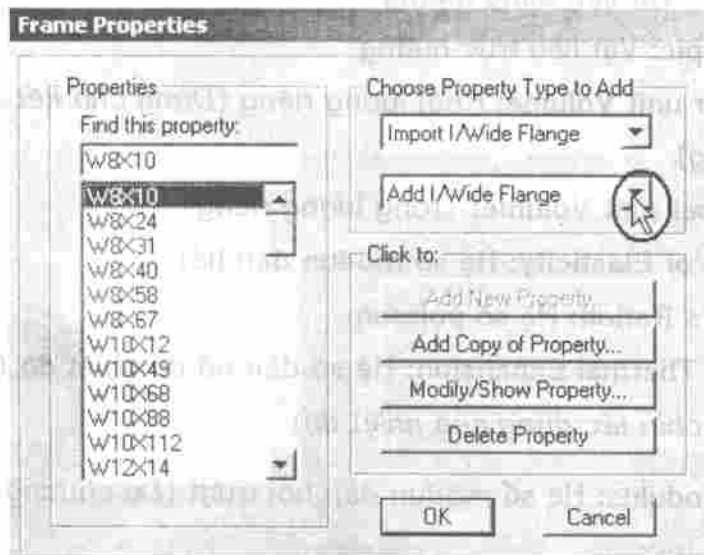 Frame Properties
Properties
Find this property:
W8X10
W8X10
W8X24
W8X31
W8X40
W8X58
W8X67
W10X12
W10X49
W10X68
W10X88
W10X112
W12X14
Choose Property Type to Add
Import I/Wide Flange
Add I/Wide Flange
Click to:
Add New Property...
Add Copy of Property...
Modify/Show Property...
Delete Property
OK
Cancel